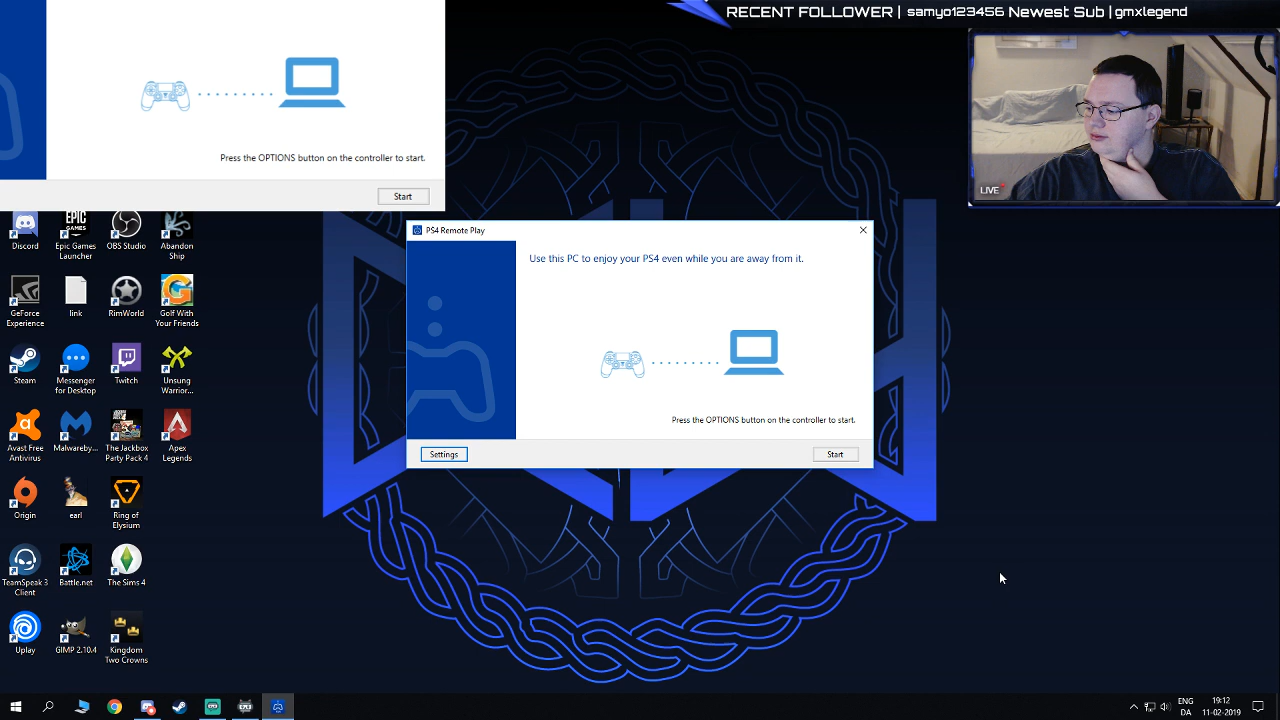 RECENT FOLLOWER | samyo123456 Newest Sub | gmxlegend
LIVE
Press the OPTIONS button on the controller to start.
Start
PS4 Remote Play
Use this PC to enjoy your PS4 even while you are away from it.
Press the OPTIONS button on the controller to start.
Settings
Start
Discord
Epic Games
Launcher
OBS Studio
Abandon
Ship
EPIC
GAMES
GeForce
Experience
link
RimWorld
Golf With
Your Friends
Steam
Messenger
for Desktop
Twitch
Unsung
Warrior...
Avast Free
Antivirus
Malwareby...
The Jackbox
Party Pack 4
Apex
Legends
Origin
earl
Ring of
Elysium
TeamSpeak 3
Client
Battle.net
The Sims 4
Uplay
GIMP 2.10.4
Kingdom
Two Crowns
ENG
DA
19:12
11-02-2019